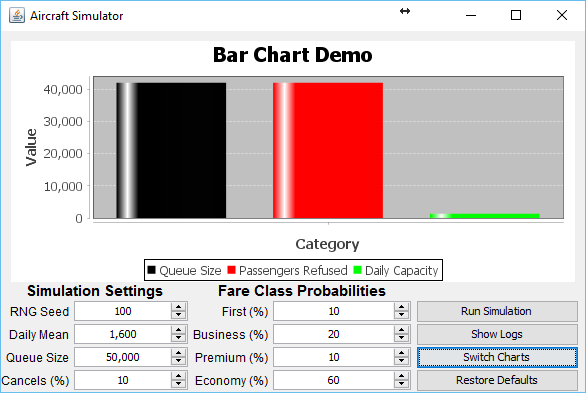 Aircraft Simulator
Bar Chart Demo
40,000
30,000
20,000
10,000
0
Value
Category
Queue Size Passengers Refused Daily Capacity
Simulation Settings Fare Class Probabilities
RNG Seed 100 First (%) 10 Run Simulation
Daily Mean 1,600 Business (%) 20 Show Logs
Queue Size 50,000 Premium (%) 10 Switch Charts
Cancels (%) 10 Economy (%) 60 Restore Defaults